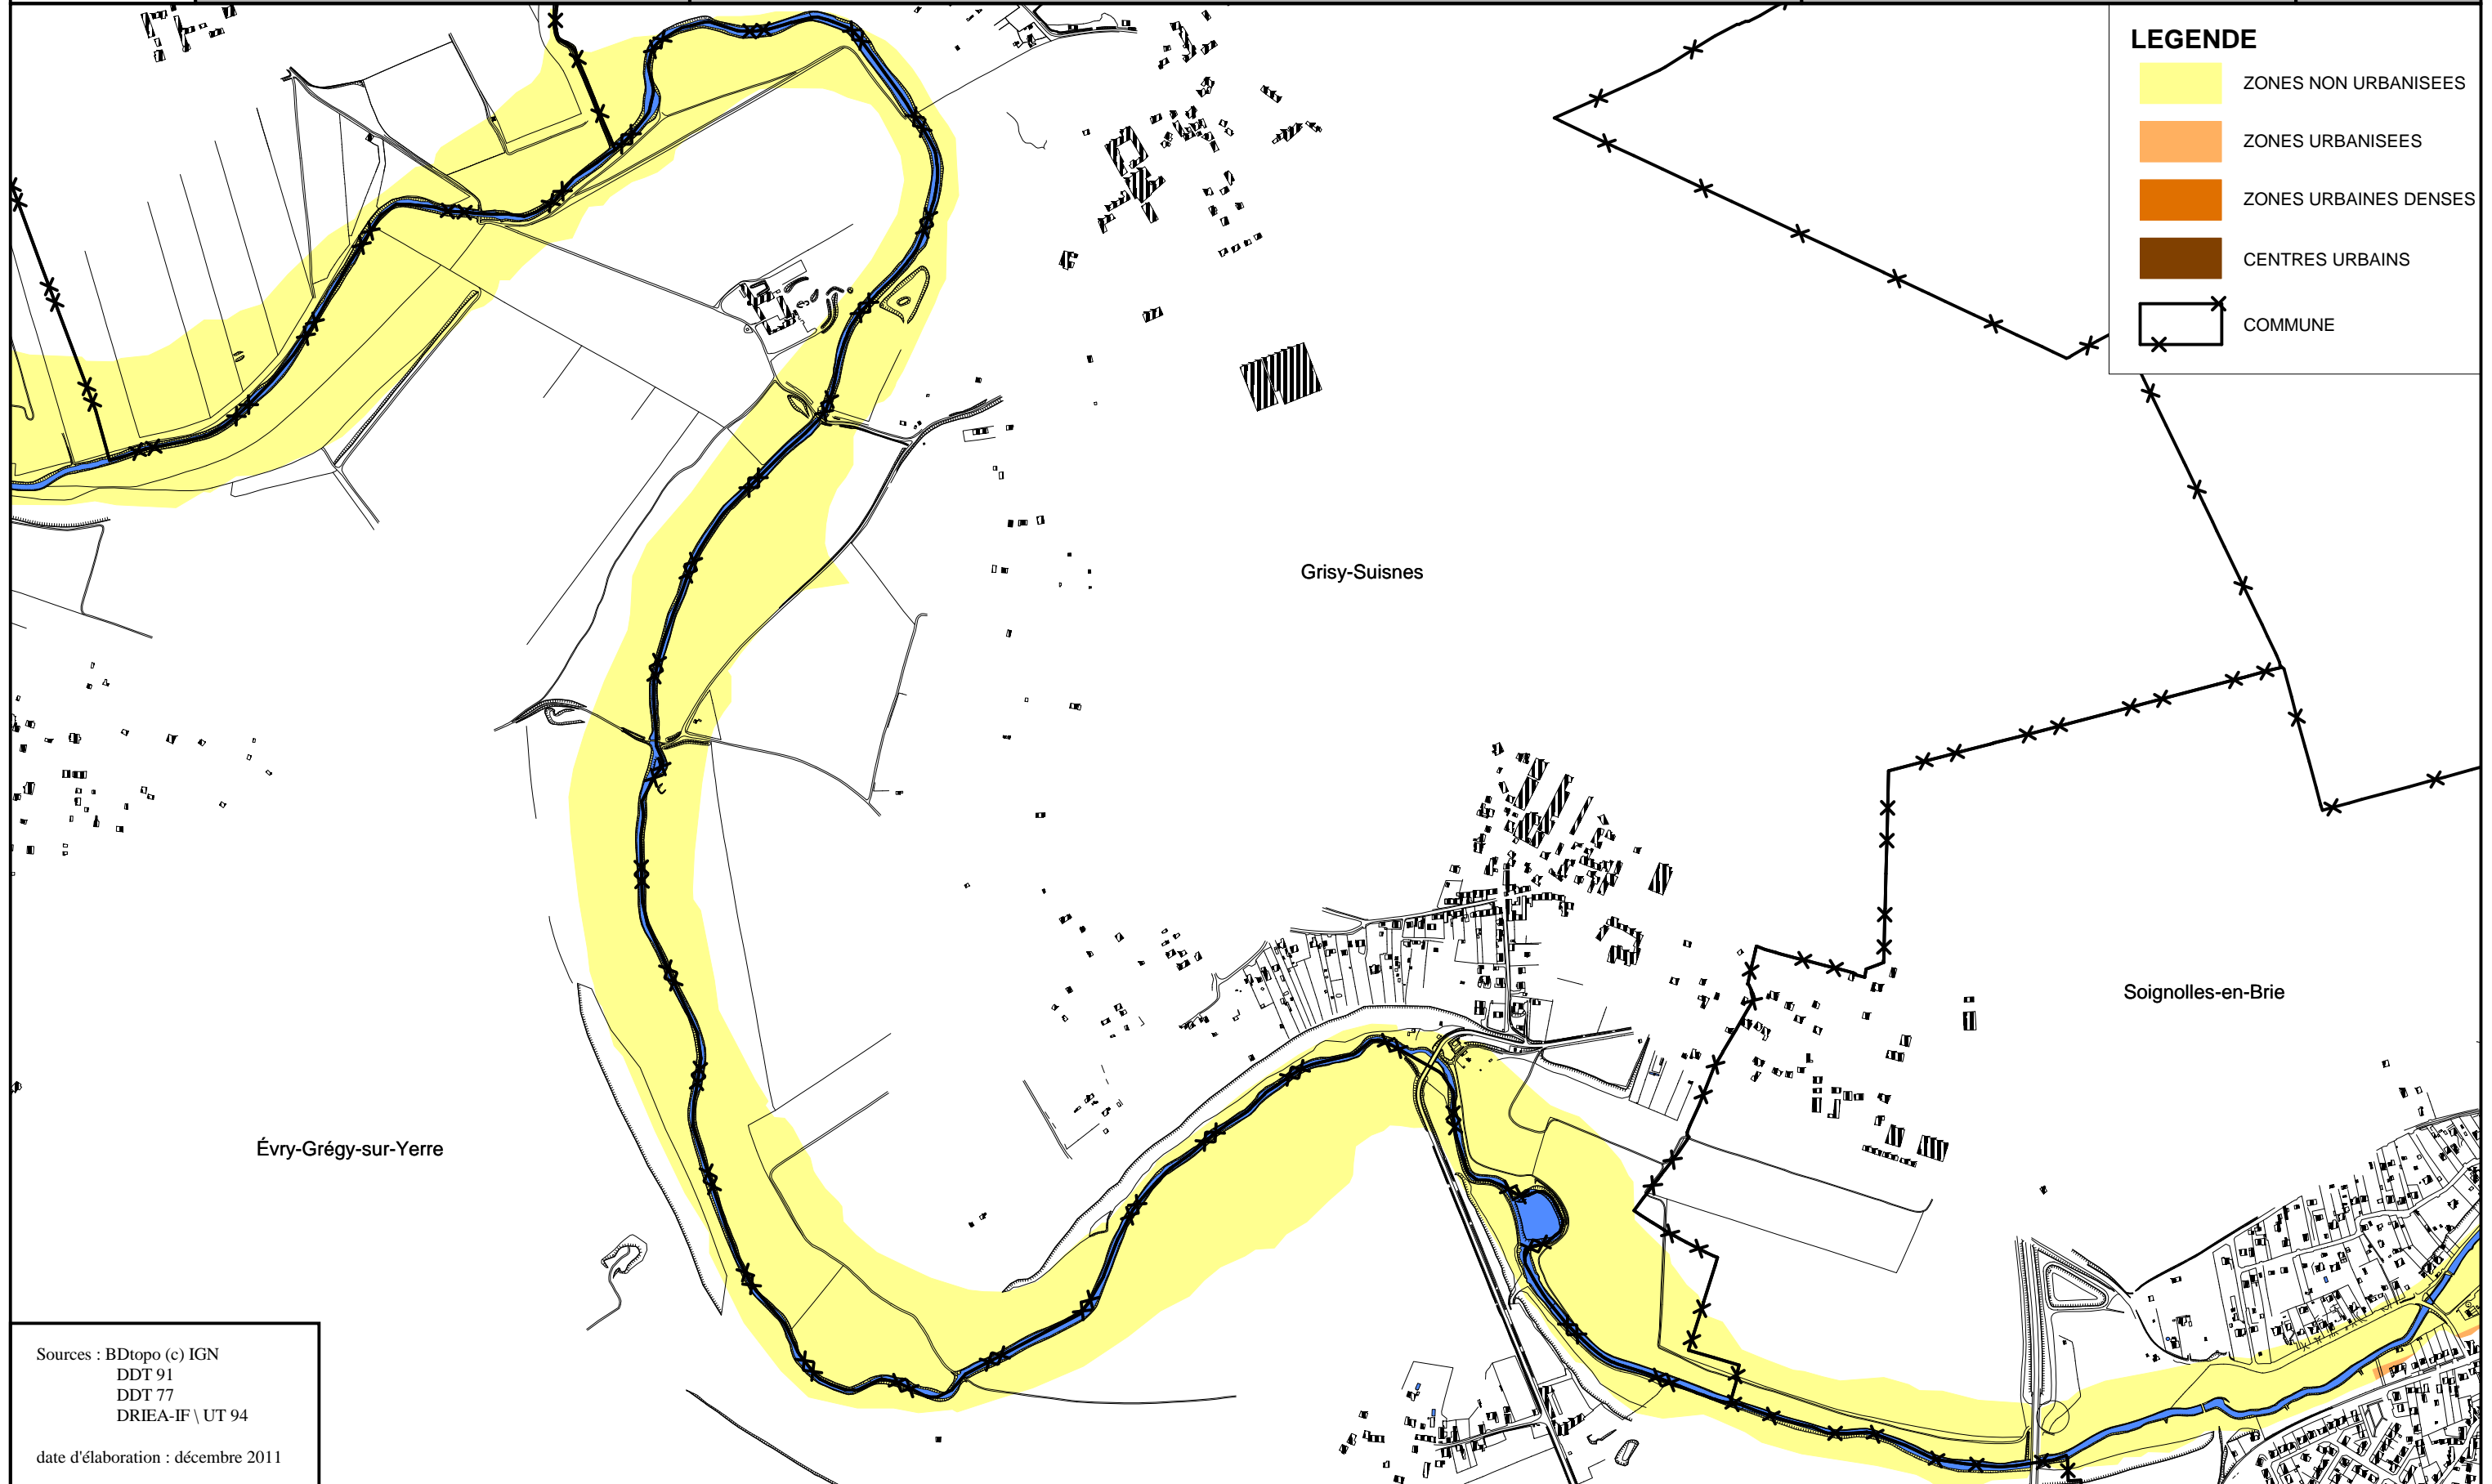 LEGENDE
ZONES NON URBANISEES
ZONES URBANISEES
ZONES URBAINES DENSES
CENTRES URBAINS
COMMUNE
Grisy-Suisnes
Soignolles-en-Brie
Évry-Grégy-sur-Yerre
Sources : BDtopo (c) IGN
DDT 91
DDT 77
DRIEA-IF \ UT 94
date d'élaboration : décembre 2011